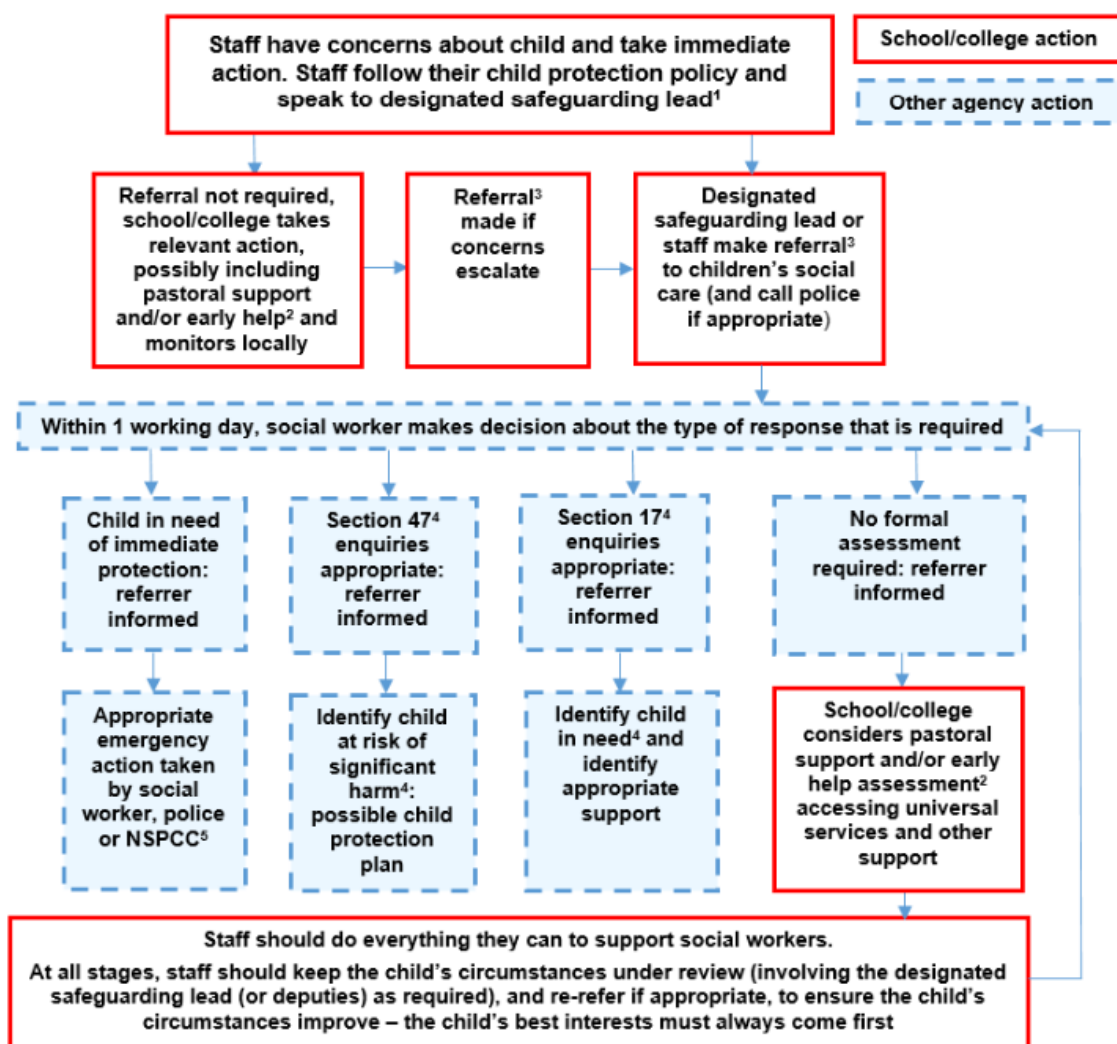 Staff have concerns about child and take immediate
action. Staff follow their child protection policy and
speak to designated safeguarding lead¹
School/college action
Other agency action
Referral not required,
school/college takes
relevant action,
possibly including
pastoral support
and/or early help² and
monitors locally
Referral³
made if
concerns
escalate
Designated
safeguarding lead or
staff make referral³
to children's social
care (and call police
if appropriate)
Within 1 working day, social worker makes decision about the type of response that is required
Child in need
of immediate
protection:
referrer
informed
Section 47⁴
enquiries
appropriate:
referrer
informed
Section 17⁴
enquiries
appropriate:
referrer
informed
No formal
assessment
required: referrer
informed
Appropriate
emergency
action taken
by social
worker, police
or NSPCC⁵
Identify child
at risk of
significant
harm⁴:
possible child
protection
plan
Identify child
in need⁴ and
identify
appropriate
support
School/college
considers pastoral
support and/or early
help assessment²
accessing universal
services and other
support
Staff should do everything they can to support social workers.
At all stages, staff should keep the child's circumstances under review (involving the designated
safeguarding lead (or deputies) as required), and re-refer if appropriate, to ensure the child's
circumstances improve – the child's best interests must always come first